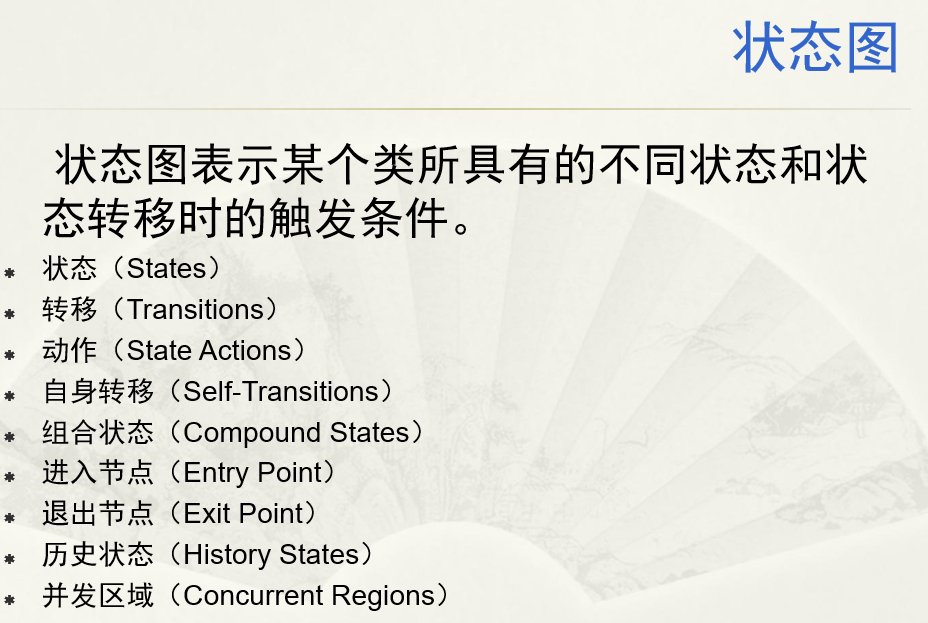 状态图
状态图表示某个类所具有的不同状态和状
态转移时的触发条件。
状态（States）
转移（Transitions）
动作（State Actions）
自身转移（Self-Transitions）
组合状态（Compound States）
进入节点（Entry Point）
退出节点（Exit Point）
历史状态（History States）
并发区域（Concurrent Regions）